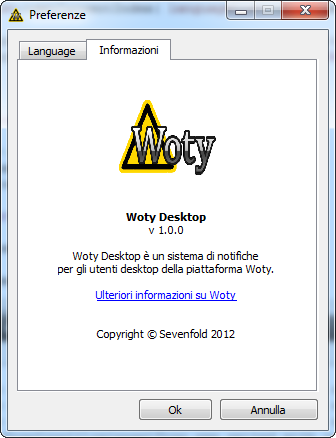 Preferenze
Language
Informazioni
Woty
Woty Desktop
v 1.0.0
Woty Desktop è un sistema di notifiche
per gli utenti desktop della piattaforma Woty.
Ulteriori informazioni su Woty
Copyright © Sevenfold 2012
Ok
Annulla